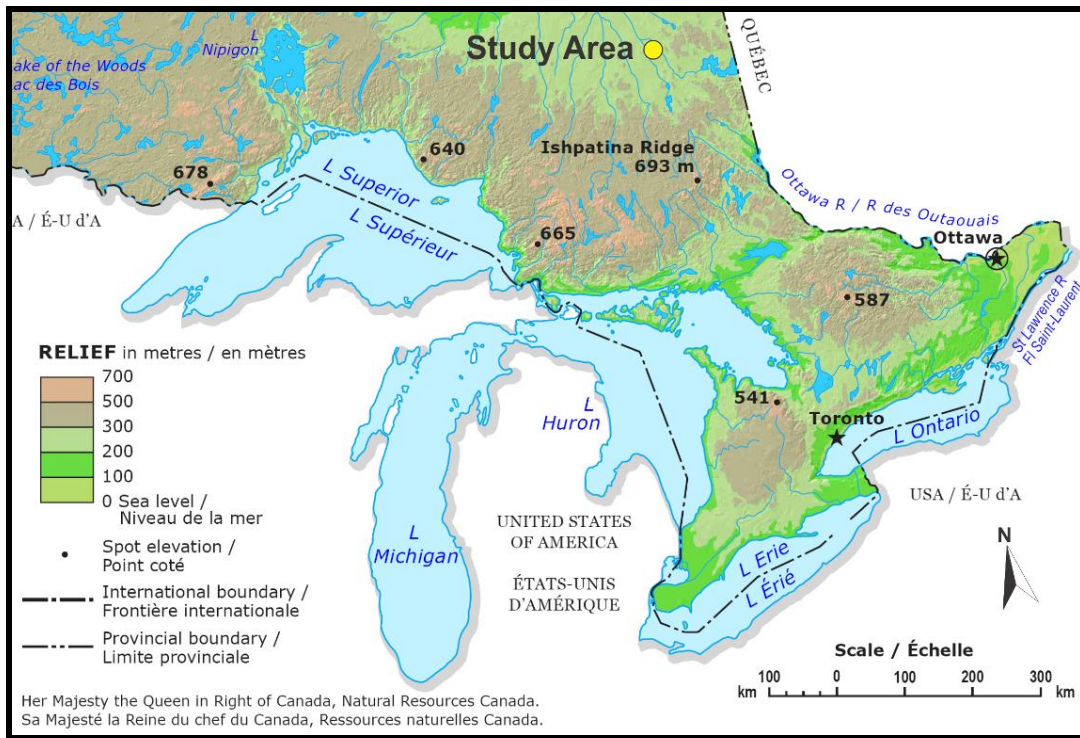 L
Nipigon
Study Area
QUÉBEC
ake of the Woods
ac des Bois
640
Ishpatina Ridge
693 m
678
L Superior
L Supérieur
Ottawa R / R des Outaouais
A / É-U d'A
665
Ottawa
587
St Lawrence R
Fl Saint-Laurent
RELIEF in metres / en mètres
700
500
300
200
100
0 Sea level /
Niveau de la mer
541
Toronto
L
Huron
L Ontario
USA / É-U d'A
UNITED STATES
OF AMERICA
N
L
Michigan
Spot elevation /
Point coté
L Erie
L Érié
ÉTATS-UNIS
D'AMÉRIQUE
International boundary /
Frontière internationale
Provincial boundary /
Limite provinciale
Scale / Échelle
100 0 100 200 300
km km
Her Majesty the Queen in Right of Canada, Natural Resources Canada.
Sa Majesté la Reine du chef du Canada, Ressources naturelles Canada.